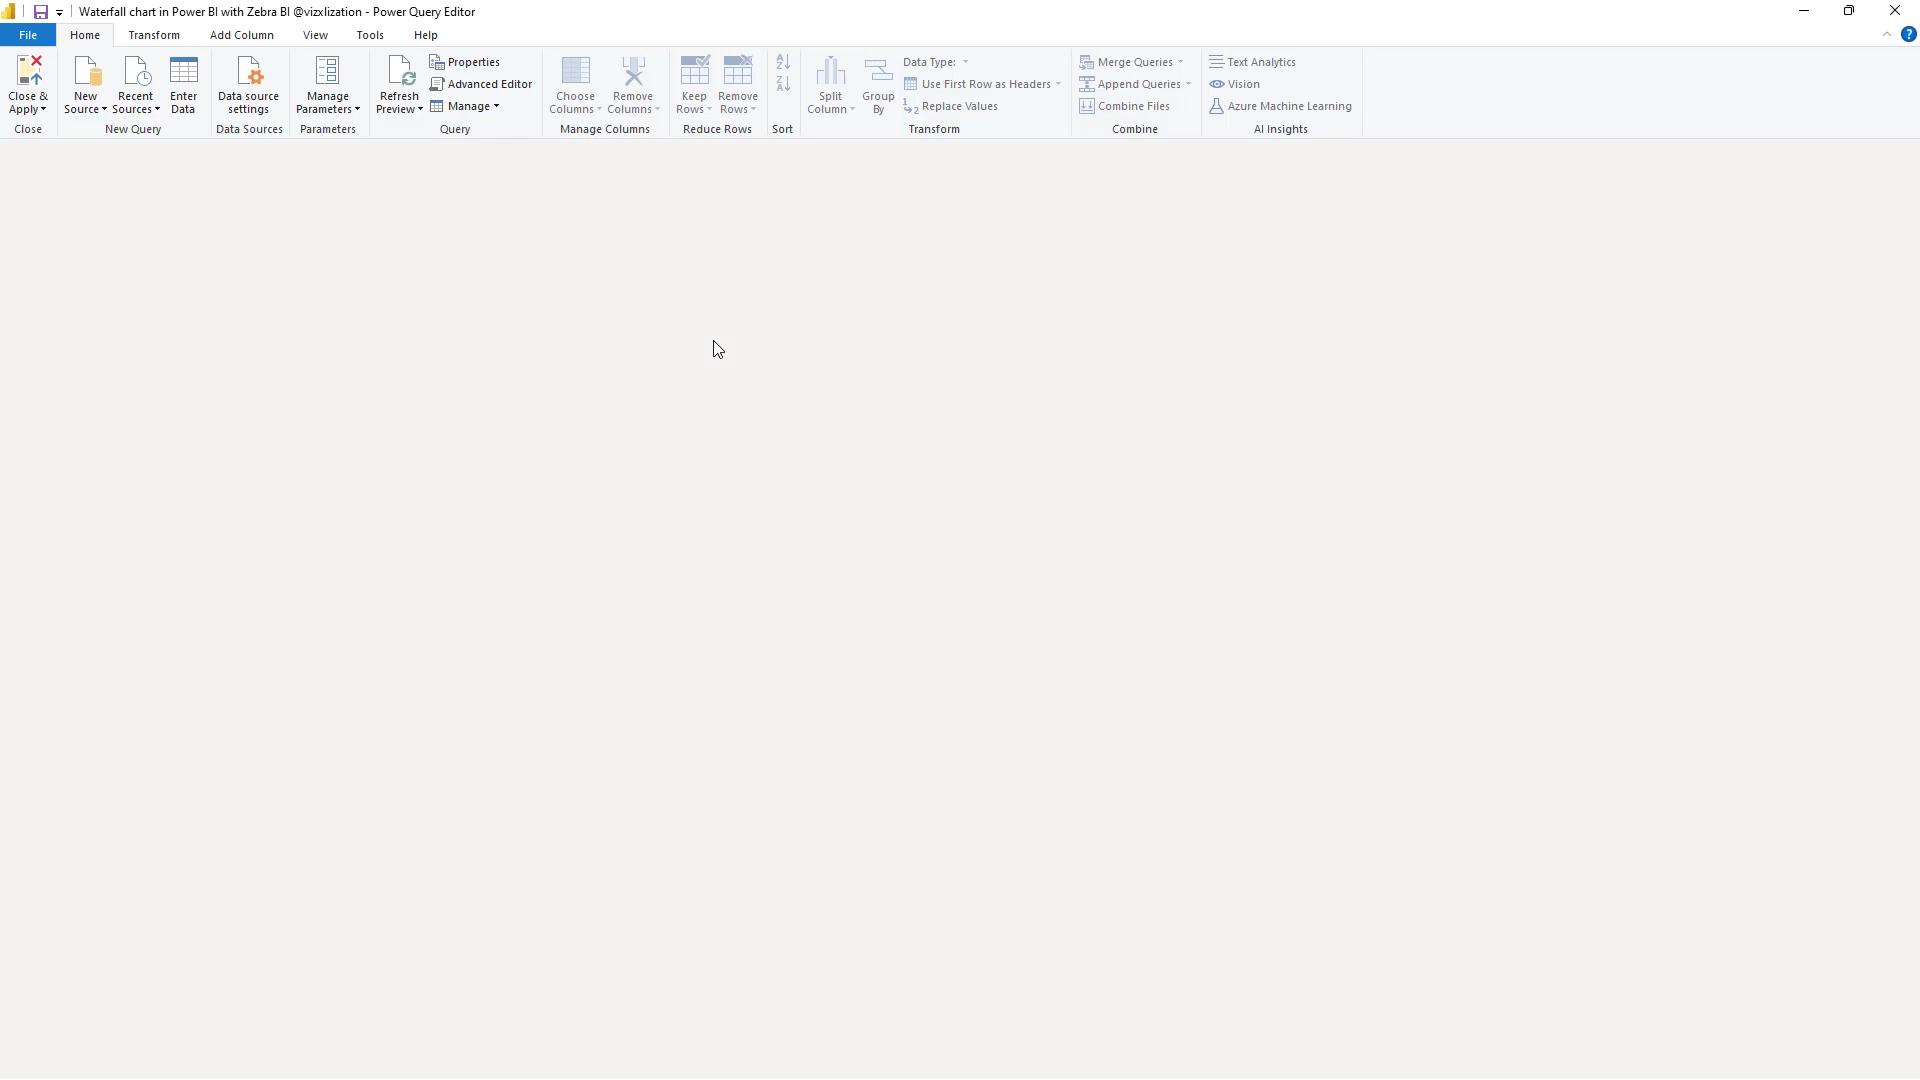 Waterfall chart in Power BI with Zebra BI @vizxlization - Power Query Editor
File Home Transform Add Column View Tools Help
Close & Apply
Close
New Source
Recent Sources
Enter Data
New Query
Data source settings
Data Sources
Manage Parameters
Parameters
Refresh Preview
Properties
Advanced Editor
Manage
Query
Choose Columns
Remove Columns
Manage Columns
Keep Rows
Remove Rows
Reduce Rows
Sort
Split Column
Group By
Data Type:
Use First Row as Headers
Replace Values
Transform
Merge Queries
Append Queries
Combine Files
Combine
Text Analytics
Vision
Azure Machine Learning
AI Insights